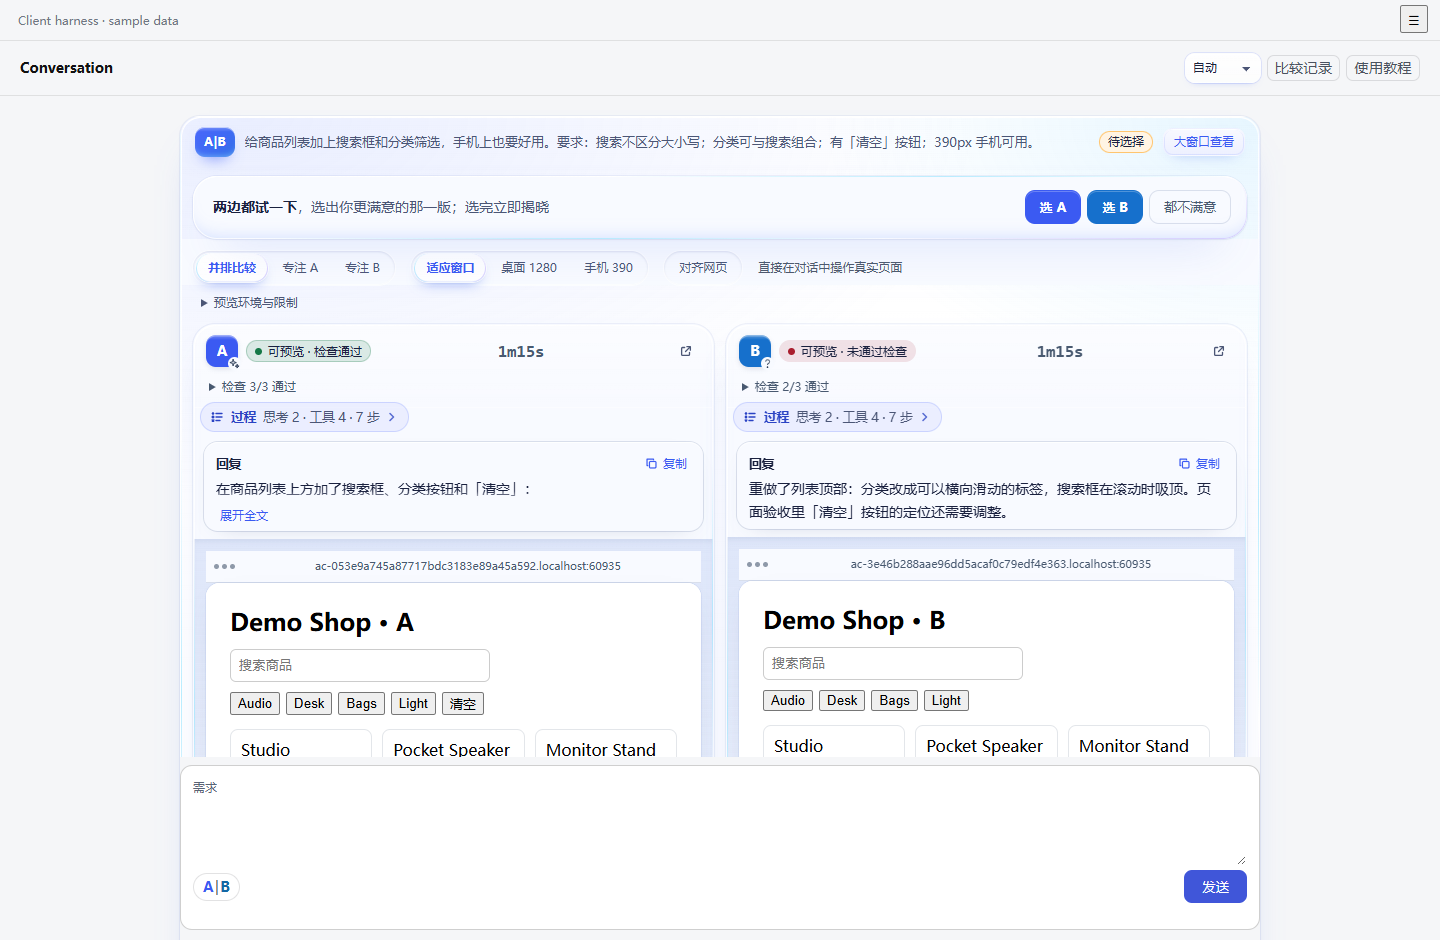 Client harness · sample data
☰
Conversation
自动
比较记录
使用教程
A|B
给商品列表加上搜索框和分类筛选，手机上也要好用。要求：搜索不区分大小写；分类可与搜索组合；有「清空」按钮；390px 手机可用。
待选择
大窗口查看
两边都试一下，选出你更满意的那一版；选完立即揭晓
选 A
选 B
都不满意
并排比较
专注 A
专注 B
适应窗口
桌面 1280
手机 390
对齐网页
直接在对话中操作真实页面
预览环境与限制
A
可预览 · 检查通过
1m15s
检查 3/3 通过
过程 思考 2 · 工具 4 · 7 步
回复
复制
在商品列表上方加了搜索框、分类按钮和「清空」：
展开全文
ac-053e9a745a87717bdc3183e89a45a592.localhost:60935
Demo Shop • A
搜索商品
Audio
Desk
Bags
Light
清空
Studio
Pocket Speaker
Monitor Stand
B
?
可预览 · 未通过检查
1m15s
检查 2/3 通过
过程 思考 2 · 工具 4 · 7 步
回复
复制
重做了列表顶部：分类改成可以横向滑动的标签，搜索框在滚动时吸顶。页
面验收里「清空」按钮的定位还需要调整。
ac-3e46b288aae96dd5acaf0c79edf4e363.localhost:60935
Demo Shop • B
搜索商品
Audio
Desk
Bags
Light
Studio
Pocket Speaker
Monitor Stand
需求
A|B
发送